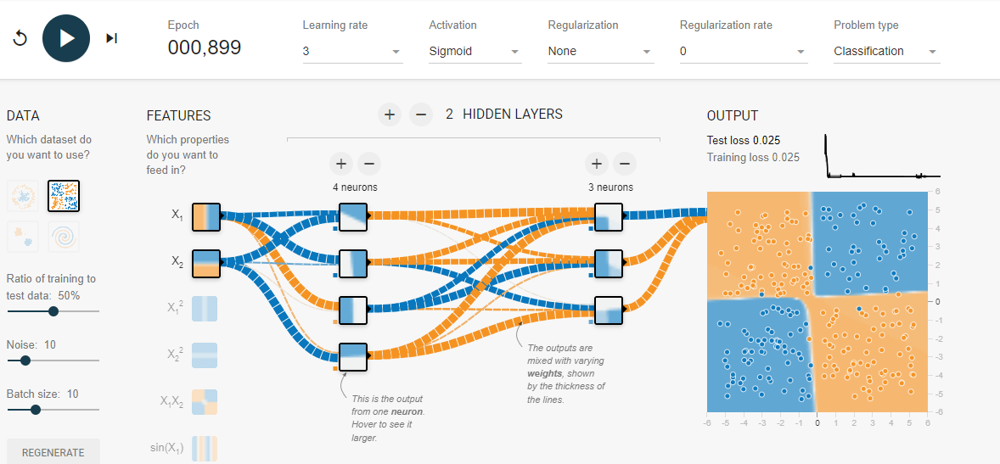 Epoch
000,899
Learning rate
3
Activation
Sigmoid
Regularization
None
Regularization rate
0
Problem type
Classification
DATA
Which dataset do
you want to use?
Ratio of training to
test data: 50%
Noise: 10
Batch size: 10
REGENERATE
FEATURES
Which properties
do you want to
feed in?
X₁
X₂
X₁²
X₂²
X₁X₂
sin(X₁)
+ − 2 HIDDEN LAYERS
+ −
4 neurons
+ −
3 neurons
This is the output
from one neuron.
Hover to see it
larger.
The outputs are
mixed with varying
weights, shown
by the thickness of
the lines.
OUTPUT
Test loss 0.025
Training loss 0.025
6
5
4
3
2
1
0
-1
-2
-3
-4
-5
-6
-6 -5 -4 -3 -2 -1 0 1 2 3 4 5 6